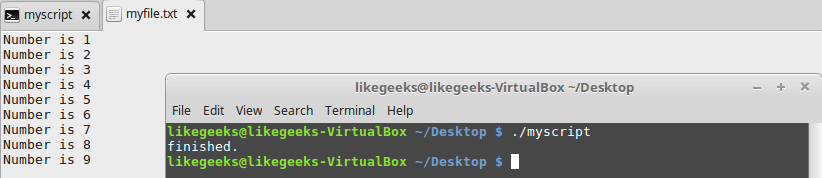 myscript
myfile.txt
Number is 1
Number is 2
Number is 3
Number is 4
Number is 5
Number is 6
Number is 7
Number is 8
Number is 9
likegeeks@likegeeks-VirtualBox ~/Desktop
File Edit View Search Terminal Help
likegeeks@likegeeks-VirtualBox ~/Desktop $ ./myscript
finished.
likegeeks@likegeeks-VirtualBox ~/Desktop $